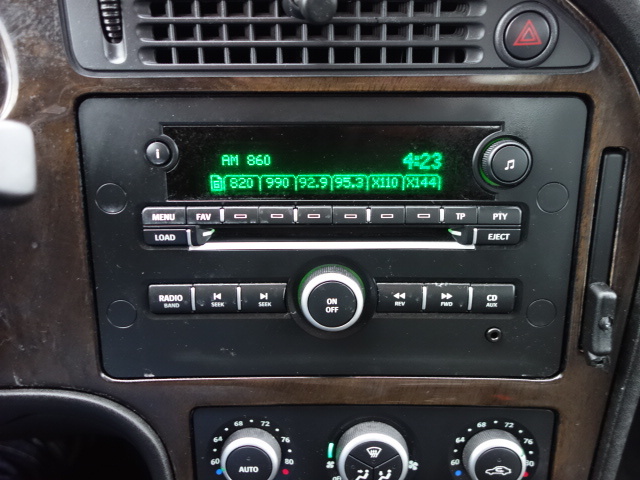 AM 860 4:23
820 990 92.9 95.3 X110 X144
MENU FAV TP PTY
LOAD EJECT
RADIO BAND SEEK SEEK ON OFF REV FWD CD AUX
68 72 68 72
64 76 64 76
60 80 60 80
AUTO